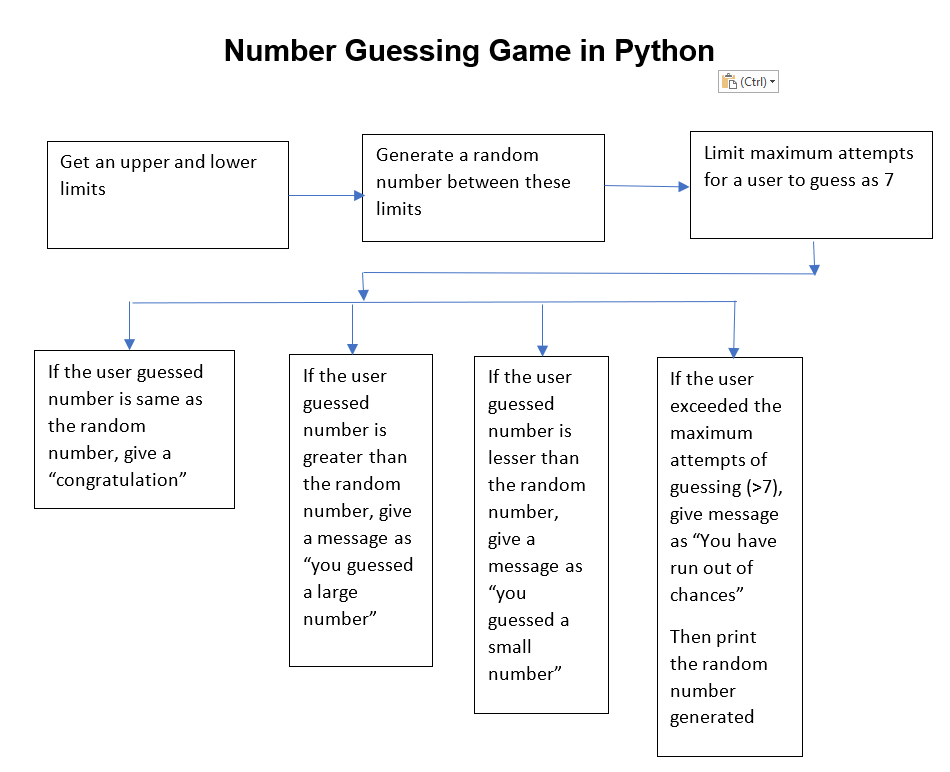 Number Guessing Game in Python
(Ctrl)
Get an upper and lower
limits
Generate a random
number between these
limits
Limit maximum attempts
for a user to guess as 7
If the user guessed
number is same as
the random
number, give a
“congratulation”
If the user
guessed
number is
greater than
the random
number, give
a message as
“you guessed
a large
number”
If the user
guessed
number is
lesser than
the random
number,
give a
message as
“you
guessed a
small
number”
If the user
exceeded the
maximum
attempts of
guessing (>7),
give message
as “You have
run out of
chances”
Then print
the random
number
generated